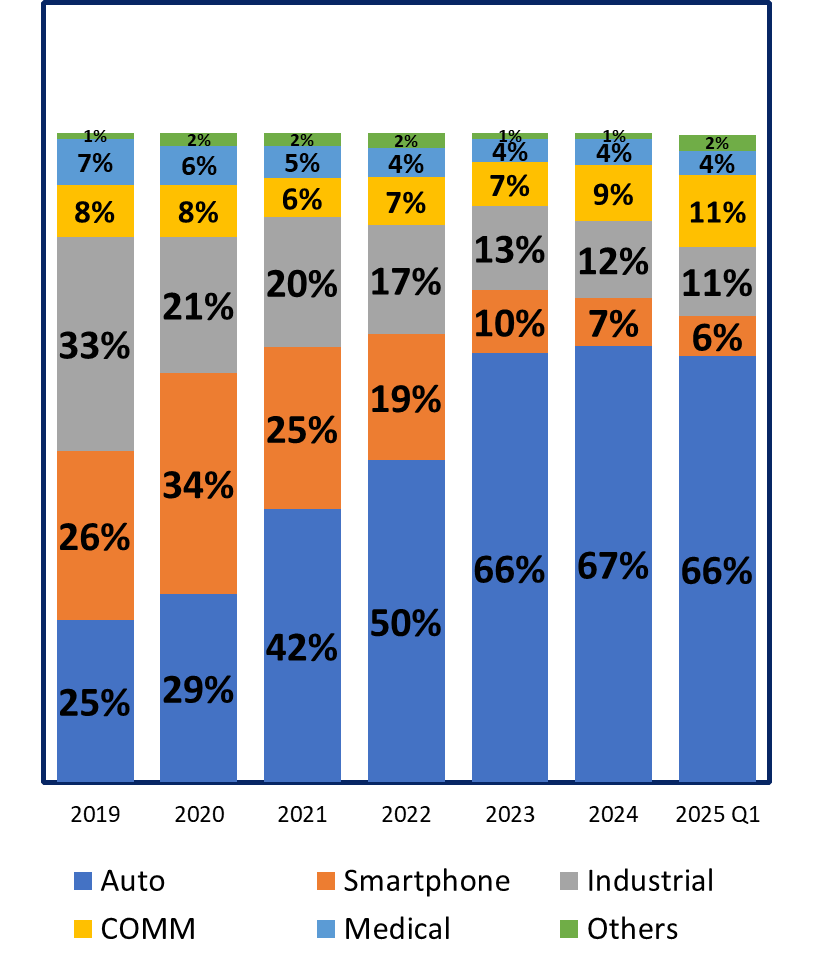 1% 2% 2% 2% 1% 1% 2%
7% 6% 5% 4% 4% 4% 4%
8% 8% 6% 7% 7% 9% 11%
33% 21% 20% 17% 13% 12% 11%
26% 34% 25% 19% 10% 7% 6%
25% 29% 42% 50% 66% 67% 66%
2019 2020 2021 2022 2023 2024 2025 Q1
Auto Smartphone Industrial
COMM Medical Others